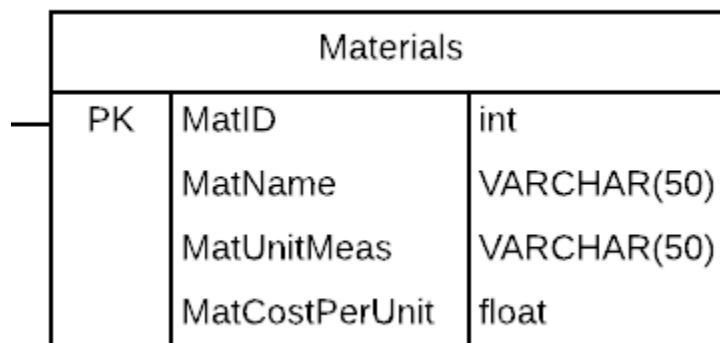 Materials
PK MatID int
MatName VARCHAR(50)
MatUnitMeas VARCHAR(50)
MatCostPerUnit float